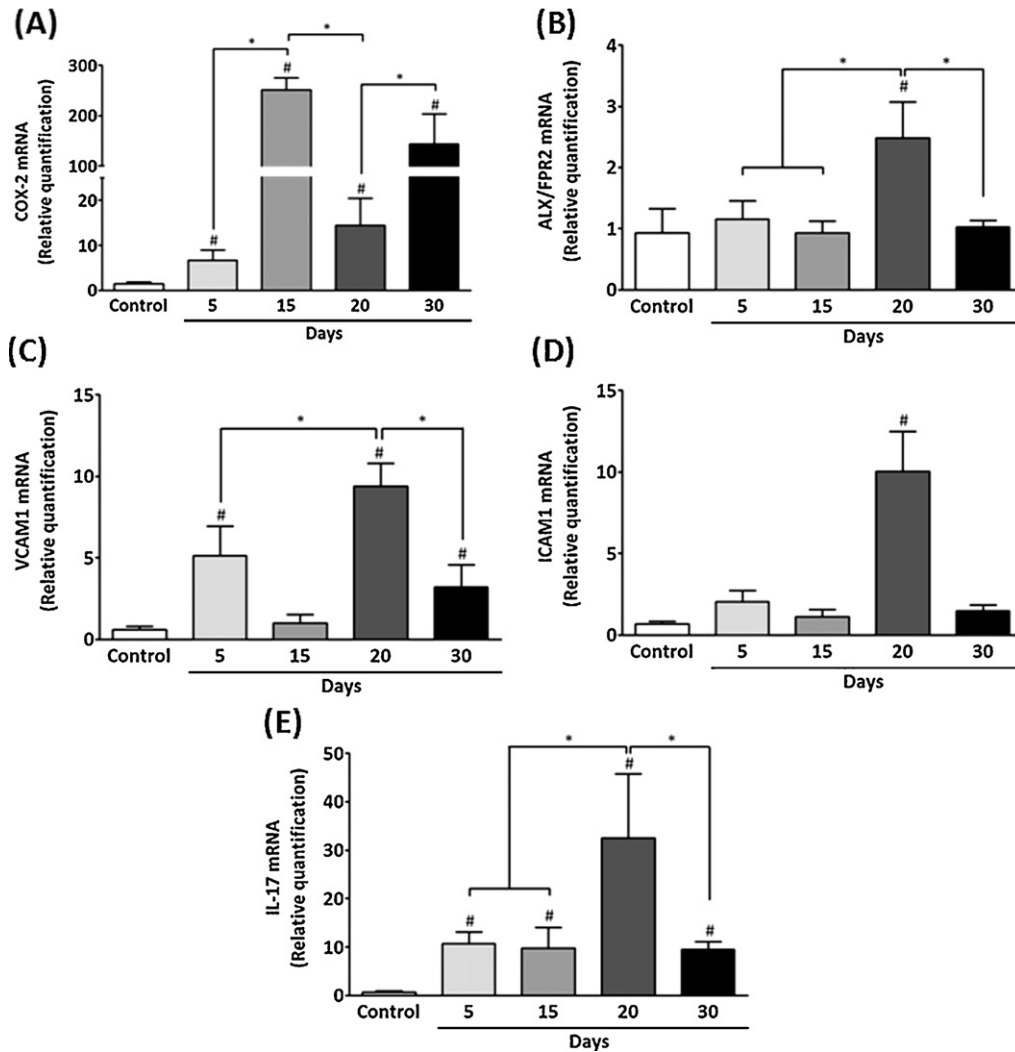 (A)
COX-2 mRNA
(Relative quantification)
300
200
100
20
10
0
*
*
*
#
#
#
#
Control 5 15 20 30
Days
(B)
ALX/FPR2 mRNA
(Relative quantification)
4
3
2
1
0
*
*
#
Control 5 15 20 30
Days
(C)
VCAM1 mRNA
(Relative quantification)
15
10
5
0
*
*
#
#
#
Control 5 15 20 30
Days
(D)
ICAM1 mRNA
(Relative quantification)
15
10
5
0
#
Control 5 15 20 30
Days
(E)
IL-17 mRNA
(Relative quantification)
50
40
30
20
10
0
*
*
#
#
#
#
Control 5 15 20 30
Days